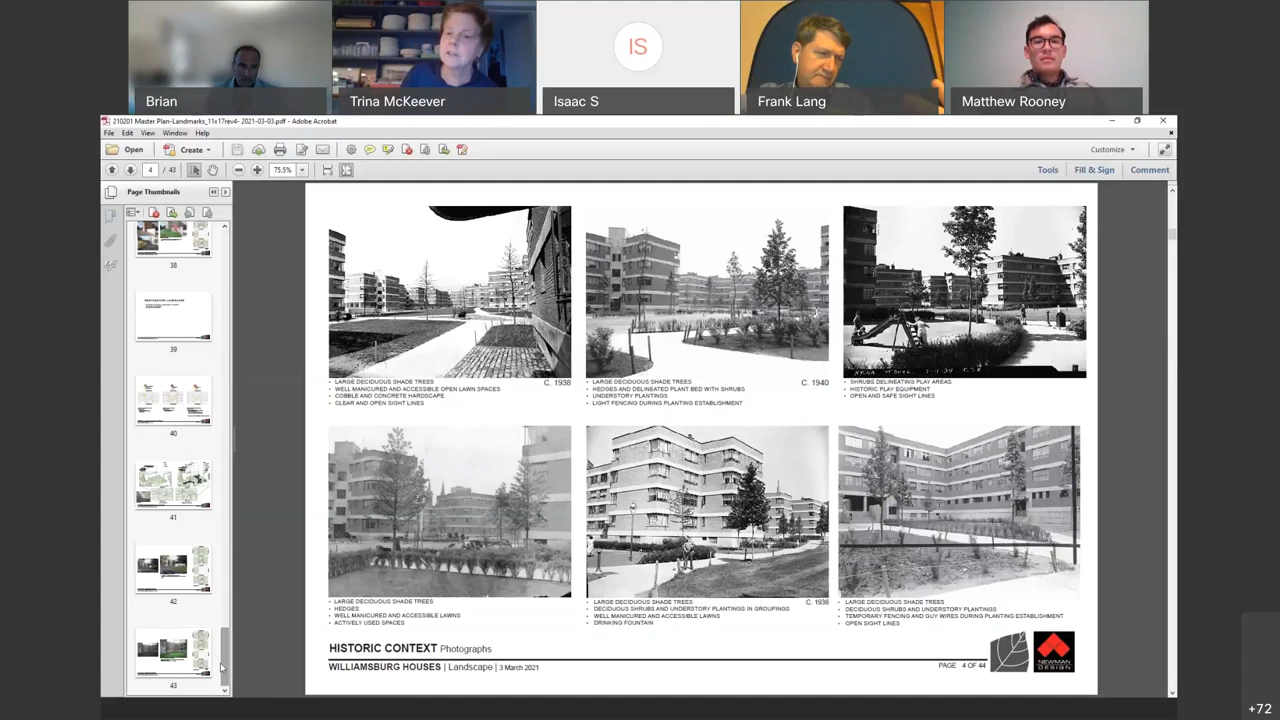 IS
Brian
Trina McKeever
Isaac S
Frank Lang
Matthew Rooney
210201 Master Plan-Landmarks_11x17rev4- 2021-03-03.pdf - Adobe Acrobat
File Edit View Window Help
Open Create Customize
4 / 43 75.5% Tools Fill & Sign Comment
Page Thumbnails
38
39
40
41
42
43
• LARGE DECIDUOUS SHADE TREES C. 1938
• WELL MANICURED AND ACCESSIBLE OPEN LAWN SPACES
• COBBLE AND CONCRETE HARDSCAPE
• CLEAR AND OPEN SIGHT LINES
• LARGE DECIDUOUS SHADE TREES C. 1940
• HEDGES AND DELINEATED PLANT BED WITH SHRUBS
• UNDERSTORY PLANTINGS
• LIGHT FENCING DURING PLANTING ESTABLISHMENT
• SHRUBS DELINEATING PLAY AREAS
• HISTORIC PLAY EQUIPMENT
• OPEN AND SAFE SIGHT LINES
• LARGE DECIDUOUS SHADE TREES
• HEDGES
• WELL MANICURED AND ACCESSIBLE LAWNS
• ACTIVELY USED SPACES
• LARGE DECIDUOUS SHADE TREES C. 1938
• DECIDUOUS SHRUBS AND UNDERSTORY PLANTINGS IN GROUPINGS
• WELL MANICURED AND ACCESSIBLE LAWNS
• DRINKING FOUNTAIN
• LARGE DECIDUOUS SHADE TREES
• DECIDUOUS SHRUBS AND UNDERSTORY PLANTINGS
• TEMPORARY FENCING AND GUY WIRES DURING PLANTING ESTABLISHMENT
• OPEN SIGHT LINES
HISTORIC CONTEXT Photographs
WILLIAMSBURG HOUSES | Landscape | 3 March 2021
PAGE 4 OF 44
NEWMAN
DESIGN
+72